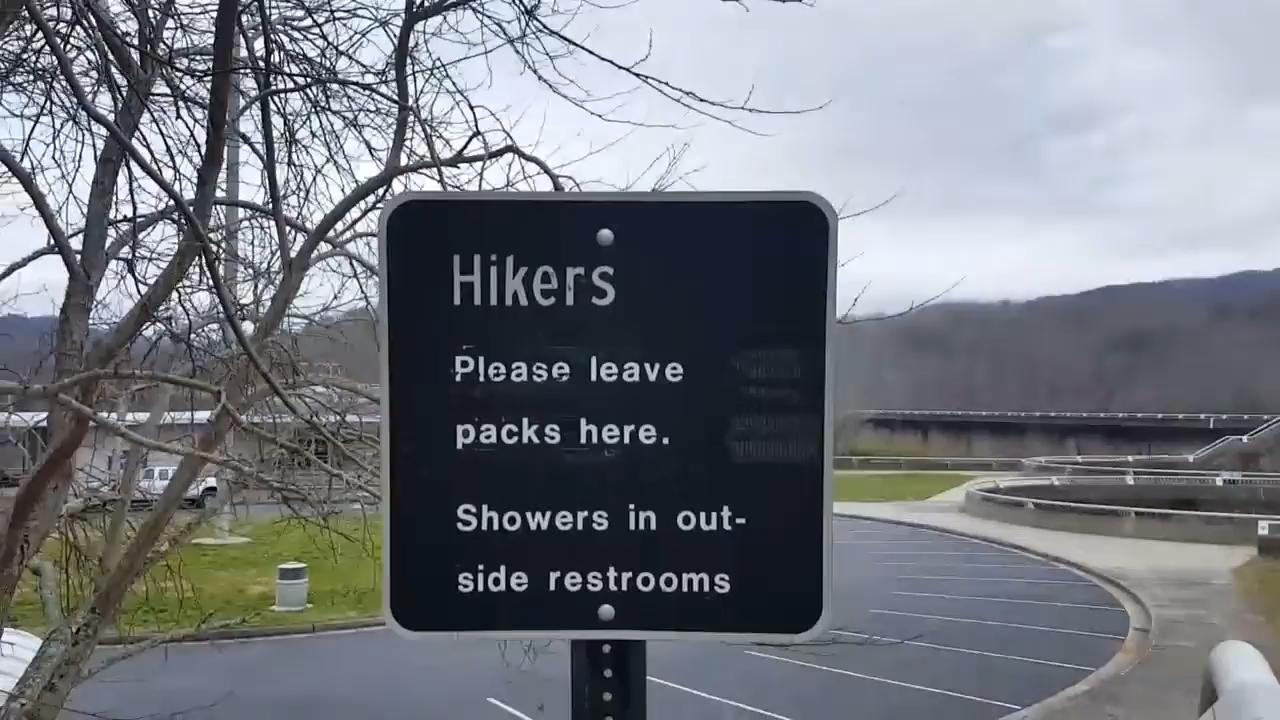 Hikers
Please leave
packs here.
Showers in out-
side restrooms